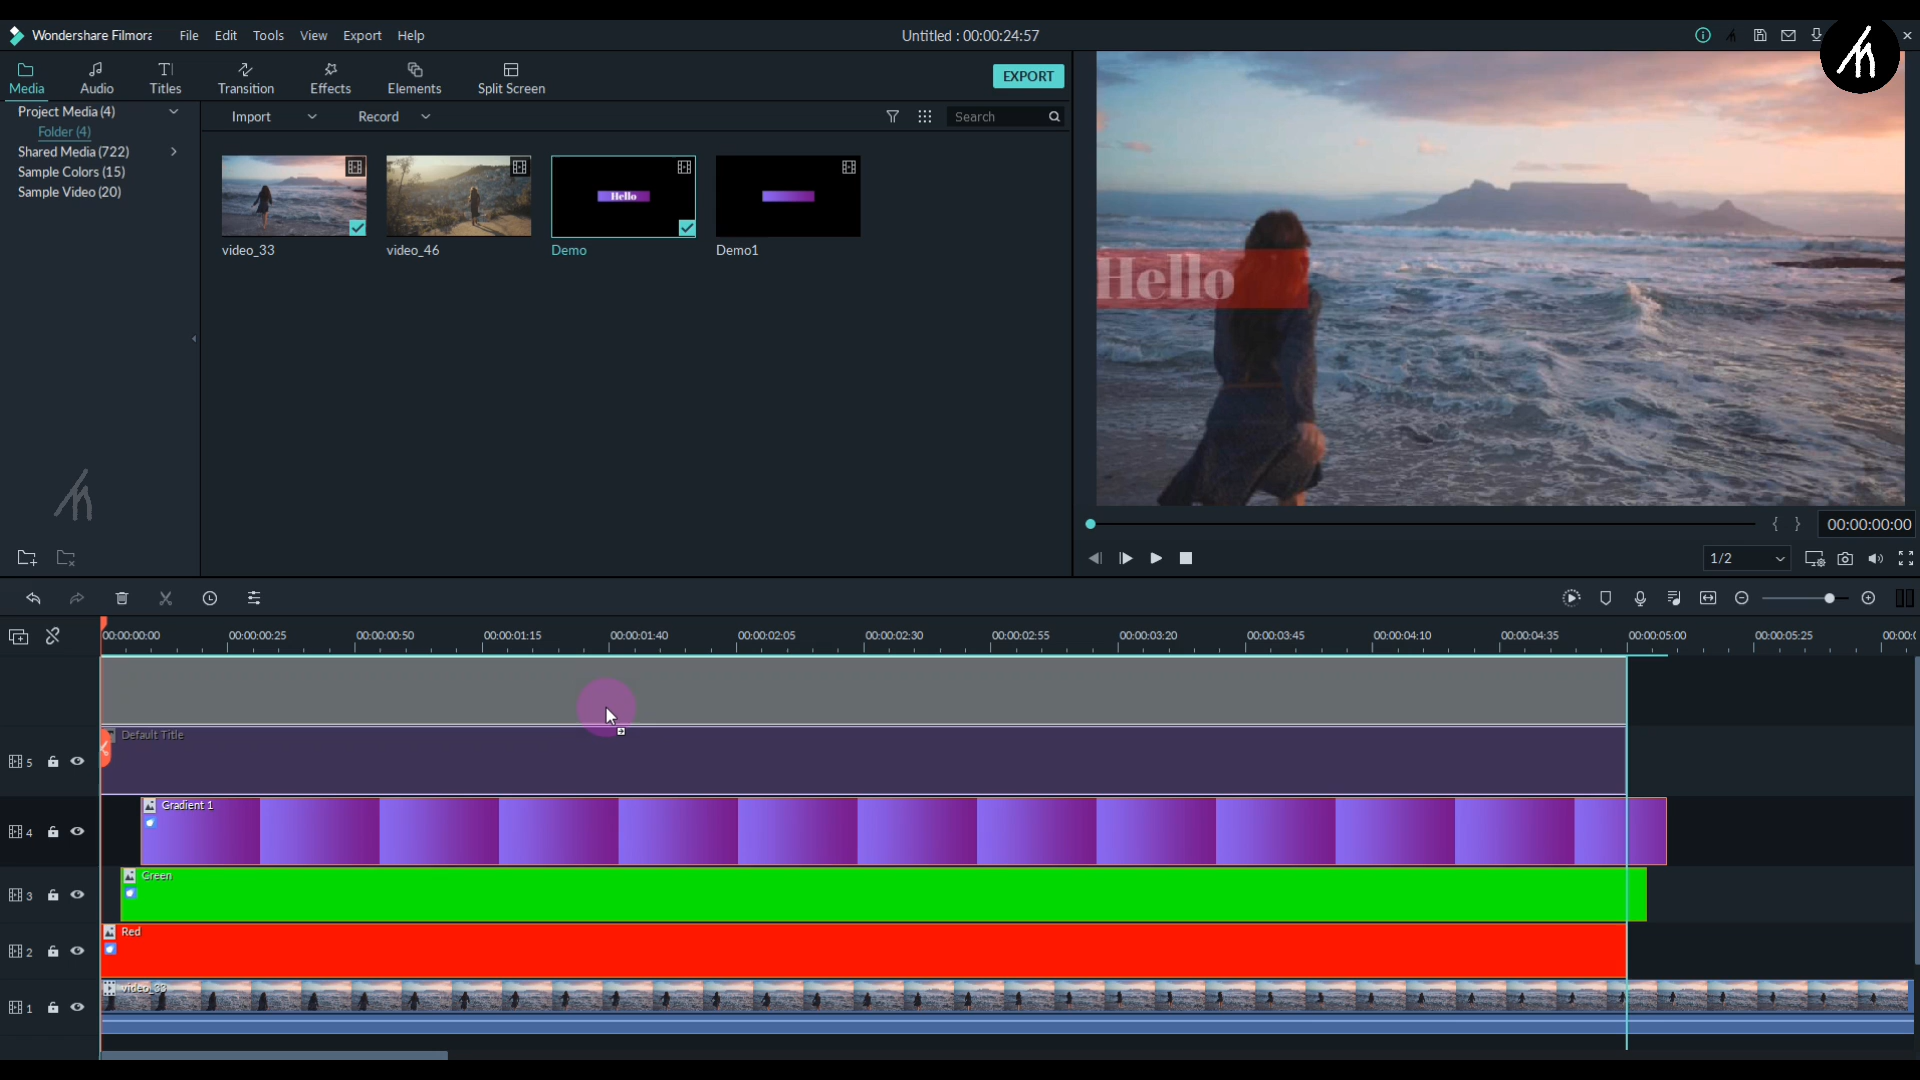 Wondershare Filmora
File
Edit
Tools
View
Export
Help
Untitled : 00:00:24:57
Media
Audio
Titles
Transition
Effects
Elements
Split Screen
EXPORT
Project Media (4)
Folder (4)
Shared Media (722)
Sample Colors (15)
Sample Video (20)
Import
Record
Search
Hello
video_33
video_46
Demo
Demo1
Hello
00:00:00:00
1/2
00:00:00:00
00:00:00:25
00:00:00:50
00:00:01:15
00:00:01:40
00:00:02:05
00:00:02:30
00:00:02:55
00:00:03:20
00:00:03:45
00:00:04:10
00:00:04:35
00:00:05:00
00:00:05:25
00:00:
5
Default Title
4
Gradient 1
3
Green
2
Red
1
video_33